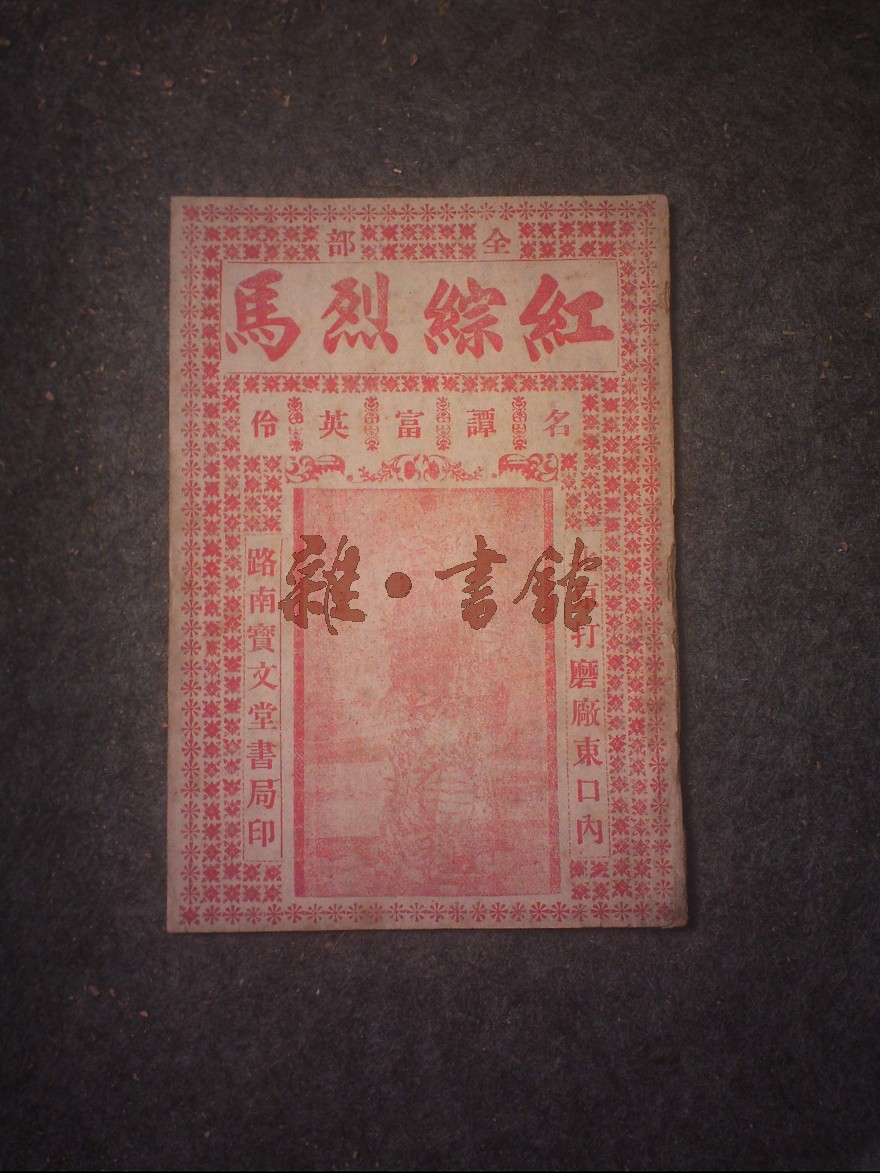 全部
紅綜烈馬
名譚富英伶
打磨廠東口內
路南寶文堂書局印
雜·書館